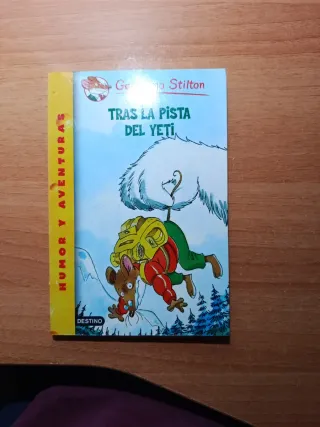 Stilton
TRAS LA PISTA
DEL YETI
HUMOR Y AVENTURAS
DESTINO